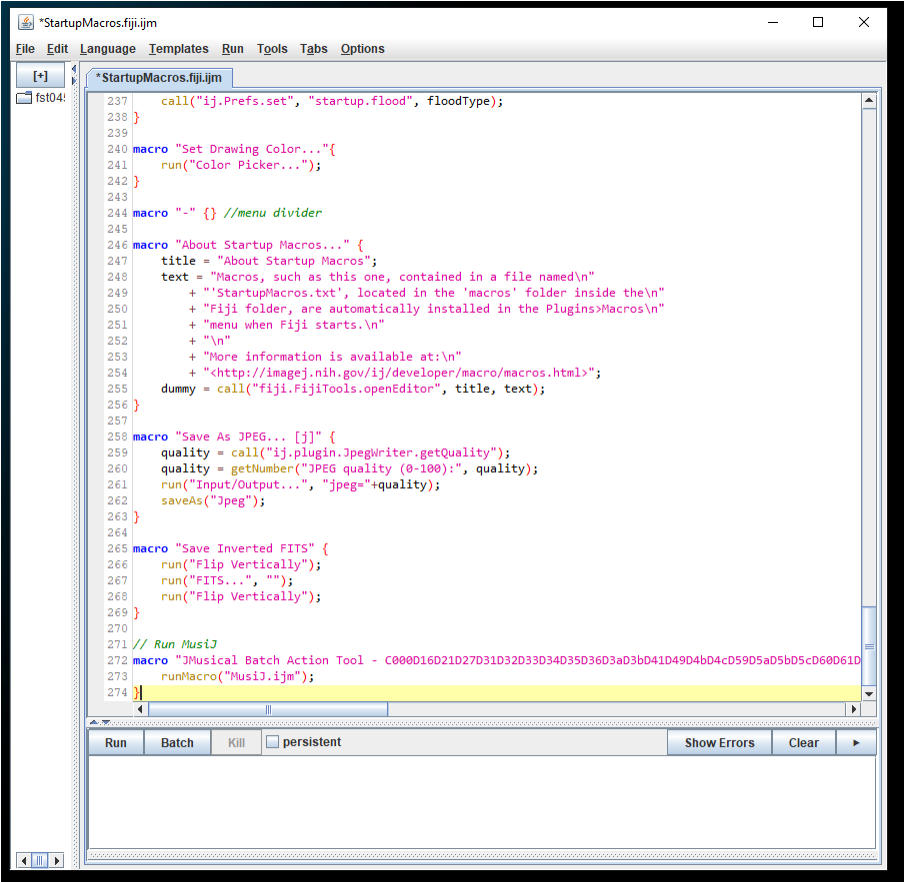 *StartupMacros.fiji.ijm
File Edit Language Templates Run Tools Tabs Options
[+]
fst045
*StartupMacros.fiji.ijm
237 call("ij.Prefs.set", "startup.flood", floodType);
238 }
239
240 macro "Set Drawing Color..."{
241 run("Color Picker...");
242 }
243
244 macro "-" {} //menu divider
245
246 macro "About Startup Macros..." {
247 title = "About Startup Macros";
248 text = "Macros, such as this one, contained in a file named\n"
249 + "'StartupMacros.txt', located in the 'macros' folder inside the\n"
250 + "Fiji folder, are automatically installed in the Plugins>Macros\n"
251 + "menu when Fiji starts.\n"
252 + "\n"
253 + "More information is available at:\n"
254 + "<http://imagej.nih.gov/ij/developer/macro/macros.html>";
255 dummy = call("fiji.FijiTools.openEditor", title, text);
256 }
257
258 macro "Save As JPEG... [j]" {
259 quality = call("ij.plugin.JpegWriter.getQuality");
260 quality = getNumber("JPEG quality (0-100):", quality);
261 run("Input/Output...", "jpeg="+quality);
262 saveAs("Jpeg");
263 }
264
265 macro "Save Inverted FITS" {
266 run("Flip Vertically");
267 run("FITS...", "");
268 run("Flip Vertically");
269 }
270
271 // Run MusiJ
272 macro "JMusical Batch Action Tool - C000D16D21D27D31D32D33D34D35D36D3aD3bD41D49D4bD4cD59D5aD5bD5cD60D61D
273 runMacro("MusiJ.ijm");
274 }
Run Batch Kill persistent Show Errors Clear